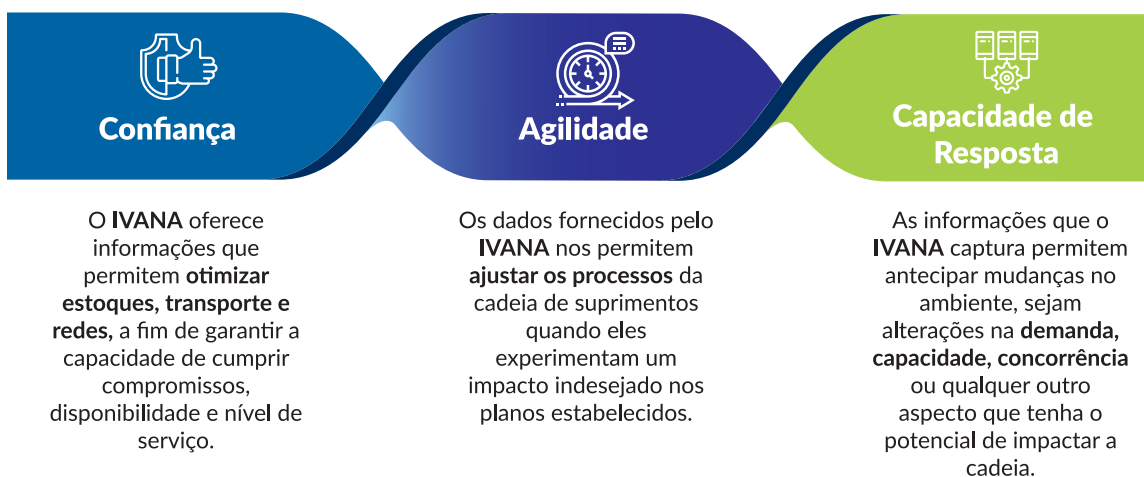 Confiança
O IVANA oferece
informações que
permitem otimizar
estoques, transporte e
redes, a fim de garantir a
capacidade de cumprir
compromissos,
disponibilidade e nível de
serviço.
Agilidade
Os dados fornecidos pelo
IVANA nos permitem
ajustar os processos da
cadeia de suprimentos
quando eles
experimentam um
impacto indesejado nos
planos estabelecidos.
Capacidade de
Resposta
As informações que o
IVANA captura permitem
antecipar mudanças no
ambiente, sejam
alterações na demanda,
capacidade, concorrência
ou qualquer outro
aspecto que tenha o
potencial de impactar a
cadeia.